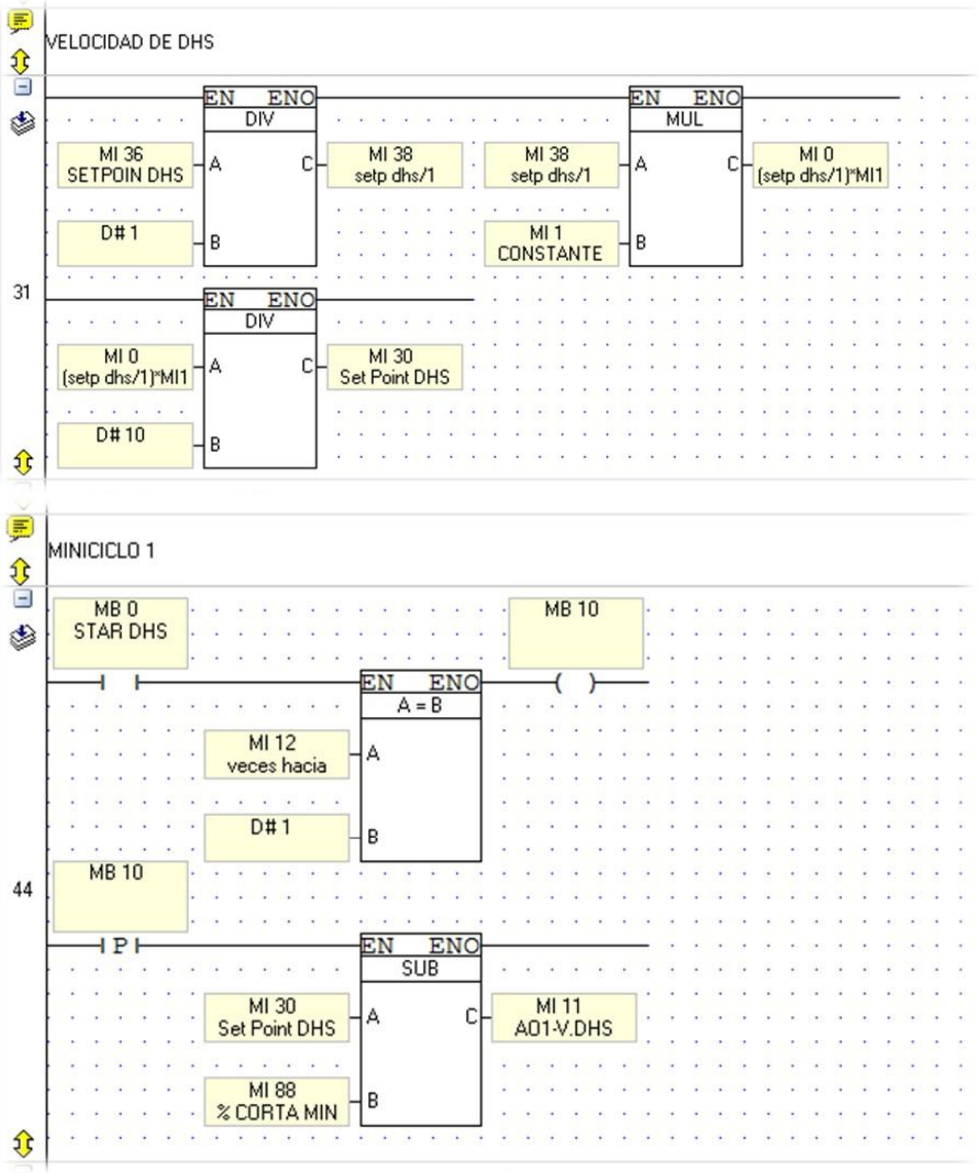 VELOCIDAD DE DHS
EN ENO
DIV
MI 36
SETPOIN DHS
A
C
MI 38
setp dhs/1
D# 1
B
EN ENO
MUL
MI 38
setp dhs/1
A
C
MI 0
(setp dhs/1)*MI1
MI 1
CONSTANTE
B
31
EN ENO
DIV
MI 0
(setp dhs/1)*MI1
A
C
MI 30
Set Point DHS
D# 10
B
MINICICLO 1
MB 0
STAR DHS
MB 10
EN ENO
A = B
MI 12
veces hacia
A
D# 1
B
44
MB 10
P
EN ENO
SUB
MI 30
Set Point DHS
A
C
MI 11
AO1-V.DHS
MI 88
% CORTA MIN
B